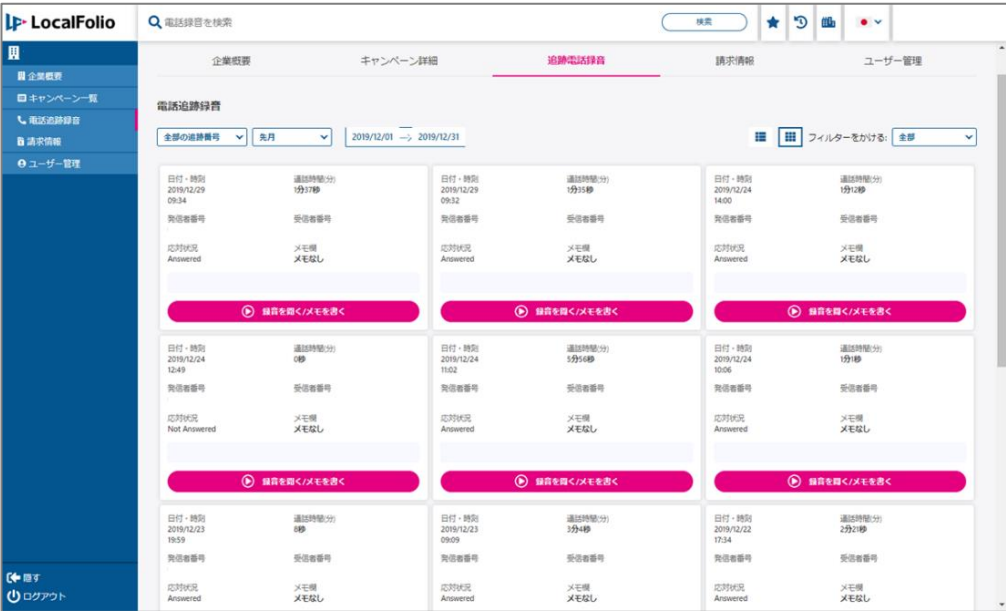 LocalFolio
電話録音を検索
検索
企業概要
キャンペーン一覧
電話追跡録音
請求情報
ユーザー管理
隠す
ログアウト
企業概要 キャンペーン詳細 追跡電話録音 請求情報 ユーザー管理
電話追跡録音
全部の追跡番号 先月 2019/12/01 2019/12/31 フィルターをかける: 全部
日付・時刻 通話時間(分) 日付・時刻 通話時間(分) 日付・時刻 通話時間(分)
2019/12/29 1分37秒 2019/12/29 1分35秒 2019/12/24 1分12秒
09:34 09:32 14:00
発信者番号 受信者番号 発信者番号 受信者番号 発信者番号 受信者番号
応対状況 メモ欄 応対状況 メモ欄 応対状況 メモ欄
Answered メモなし Answered メモなし Answered メモなし
録音を聞く/メモを書く 録音を聞く/メモを書く 録音を聞く/メモを書く
日付・時刻 通話時間(分) 日付・時刻 通話時間(分) 日付・時刻 通話時間(分)
2019/12/24 0秒 2019/12/24 5分56秒 2019/12/24 1分1秒
12:49 11:02 10:06
発信者番号 受信者番号 発信者番号 受信者番号 発信者番号 受信者番号
応対状況 メモ欄 応対状況 メモ欄 応対状況 メモ欄
Not Answered メモなし Answered メモなし Answered メモなし
録音を聞く/メモを書く 録音を聞く/メモを書く 録音を聞く/メモを書く
日付・時刻 通話時間(分) 日付・時刻 通話時間(分) 日付・時刻 通話時間(分)
2019/12/23 8秒 2019/12/23 3分4秒 2019/12/22 2分21秒
19:59 09:09 17:34
発信者番号 受信者番号 発信者番号 受信者番号 発信者番号 受信者番号
応対状況 メモ欄 応対状況 メモ欄 応対状況 メモ欄
Answered メモなし Answered メモなし Answered メモなし